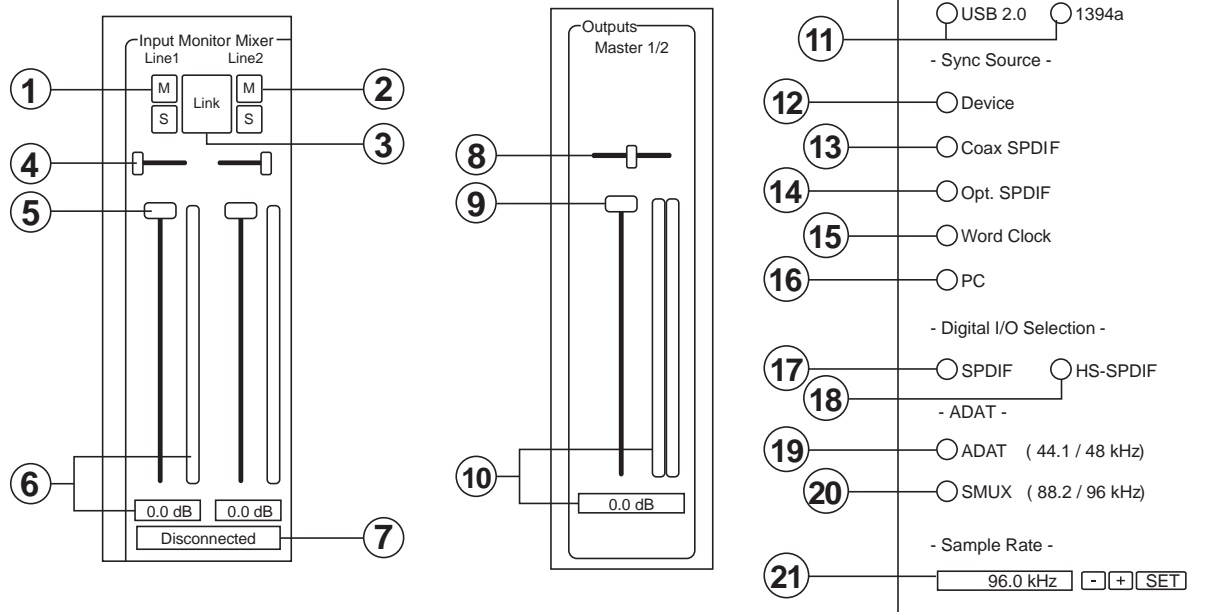 Input Monitor Mixer
Line1 Line2
1
M
M
2
Link
S
S
3
4
5
6
0.0 dB
0.0 dB
Disconnected
7
Outputs
Master 1/2
8
9
10
0.0 dB
USB 2.0
1394a
11
- Sync Source -
12
Device
13
Coax SPDIF
14
Opt. SPDIF
15
Word Clock
16
PC
- Digital I/O Selection -
17
SPDIF
HS-SPDIF
18
- ADAT -
19
ADAT ( 44.1 / 48 kHz)
20
SMUX ( 88.2 / 96 kHz)
- Sample Rate -
21
96.0 kHz - + SET